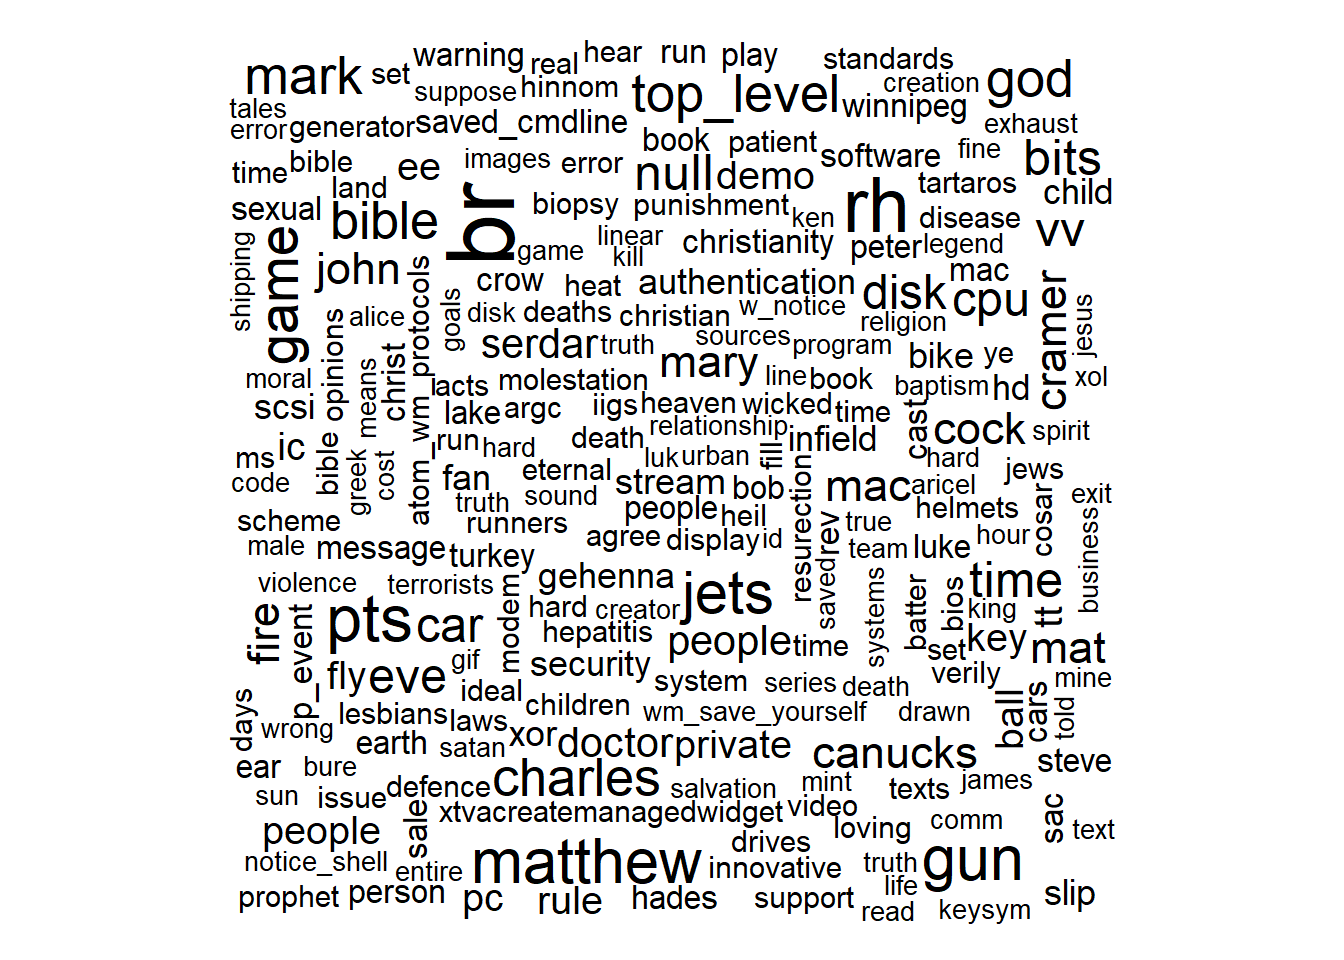 mark set warning real hear run play standards
tales suppose hinnom top_level winnipeg creation god
error generator saved_cmdline exhaust
time bible ee images error book patient software fine bits
land null demo rh tartaros child
sexual bible br biopsy punishment ken disease vv
shipping game john game linear kill christianity peter legend
crow heat authentication disk mac cpu cramer
opinions alice wm_protocols goals disk deaths christian w_notice religion jesus
serdar truth mary sources program bike ye
moral means christ lacts molestation line book baptism hd xol
scsi lake argc iigs heaven wicked time cast cock spirit
ms ic bible run hard death relationship infield hard
code greek cost atom_ fan eternal luk urban fill jews
truth sound stream bob mac aricel exit
scheme runners people heil resurection rev true helmets cosar
male message turkey agree display id saved team luke hour business
violence terrorists modem gehenna jets systems batter bios time
fire p_event pts car hard creator king tt
hepatitis people time set key mat
fly eve gif security system series death verily mine
days lesbians laws ideal children wm_save_yourself drawn ball cars told
wrong earth satan xor doctor private canucks steve
ear bure defence charles salvation mint texts james
sun issue sale xtvacreatemanagedwidget video loving comm sac text
people drives
notice_shell entire matthew innovative truth gun
prophet person pc rule hades support life read keysym slip